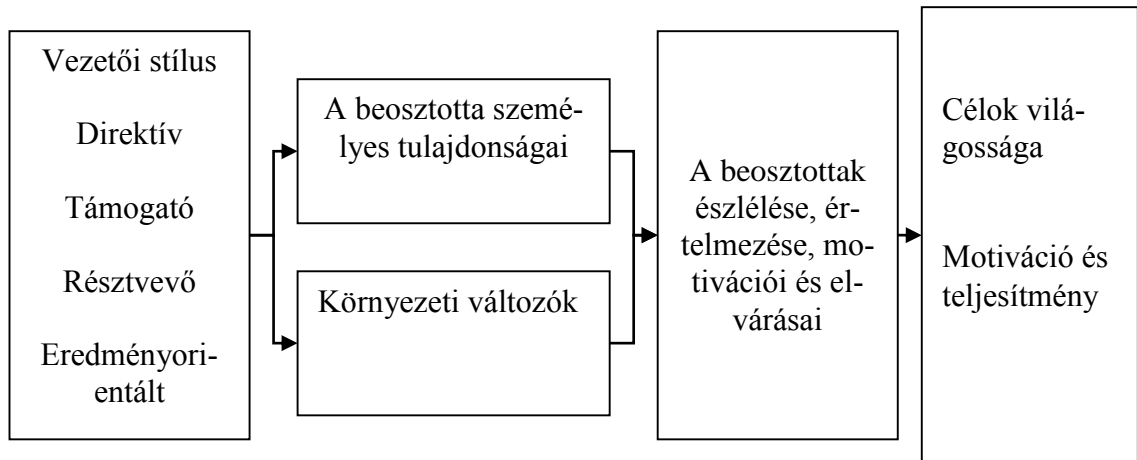 Vezetői stílus
Direktív
Támogató
Résztvevő
Eredményori-
entált
A beosztotta szemé-
lyes tulajdonságai
Környezeti változók
A beosztottak
észlélése, ér-
telmezése, mo-
tivációi és el-
várásai
Célok vilá-
gossága
Motiváció és
teljesítmény